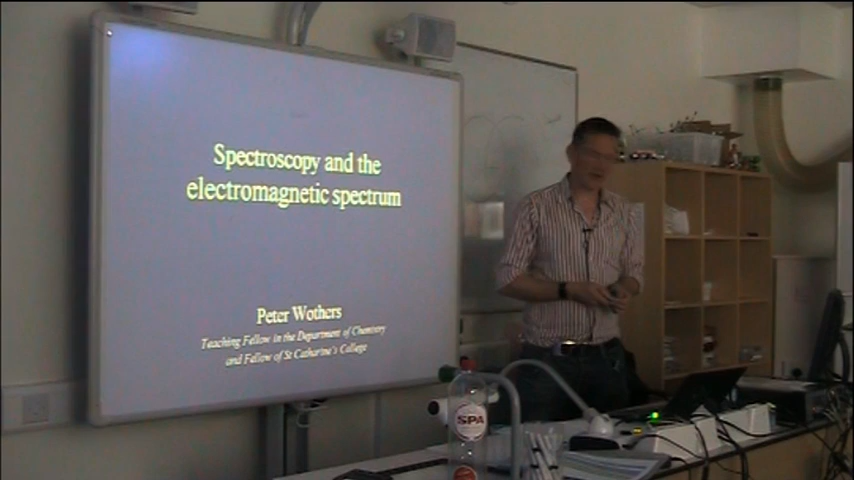 Spectroscopy and the
electromagnetic spectrum
Peter Wothers
Teaching Fellow in the Department of Chemistry
and Fellow of St Catharine's College
SPA